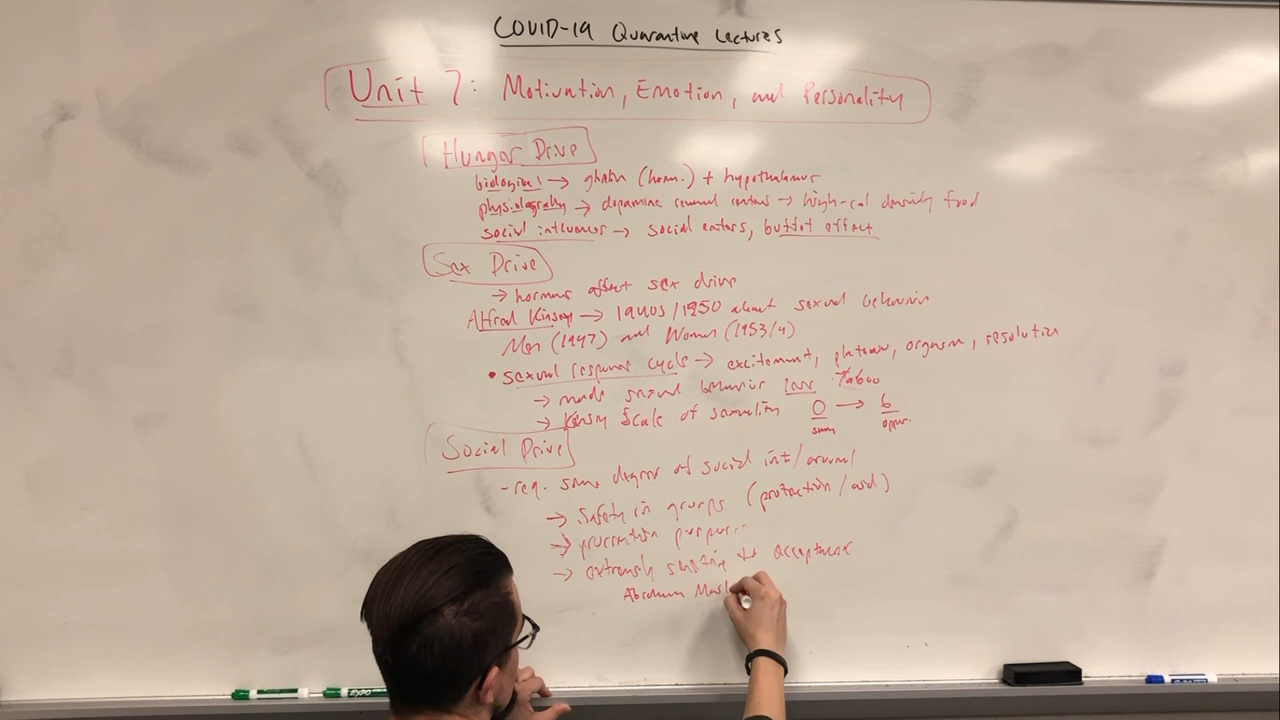 COVID-19 Quarantine Lectures
Unit 7: Motivation, Emotion, and Personality
Hunger Drive
biological → ghrelin (horm.) + hypothalamus
physiologically → dopamine reward centers → high-cal density food
social influences → social eaters, buffet effect
Sex Drive
→ hormones affect sex drive
Alfred Kinsey → 1940s/1950 about sexual behavior
Men (1947) and Women (1953/4)
• sexual response cycle → excitement, plateau, orgasm, resolution
→ made sexual behavior less taboo
→ Kinsey Scale of sexuality 0 → 6
same oppos.
Social Drive
- req. some degree of social int/arousal
→ safety in groups (protection/aid)
→ procreation purposes
→ extremely sensitive to acceptance
Abraham Masl
EXPO